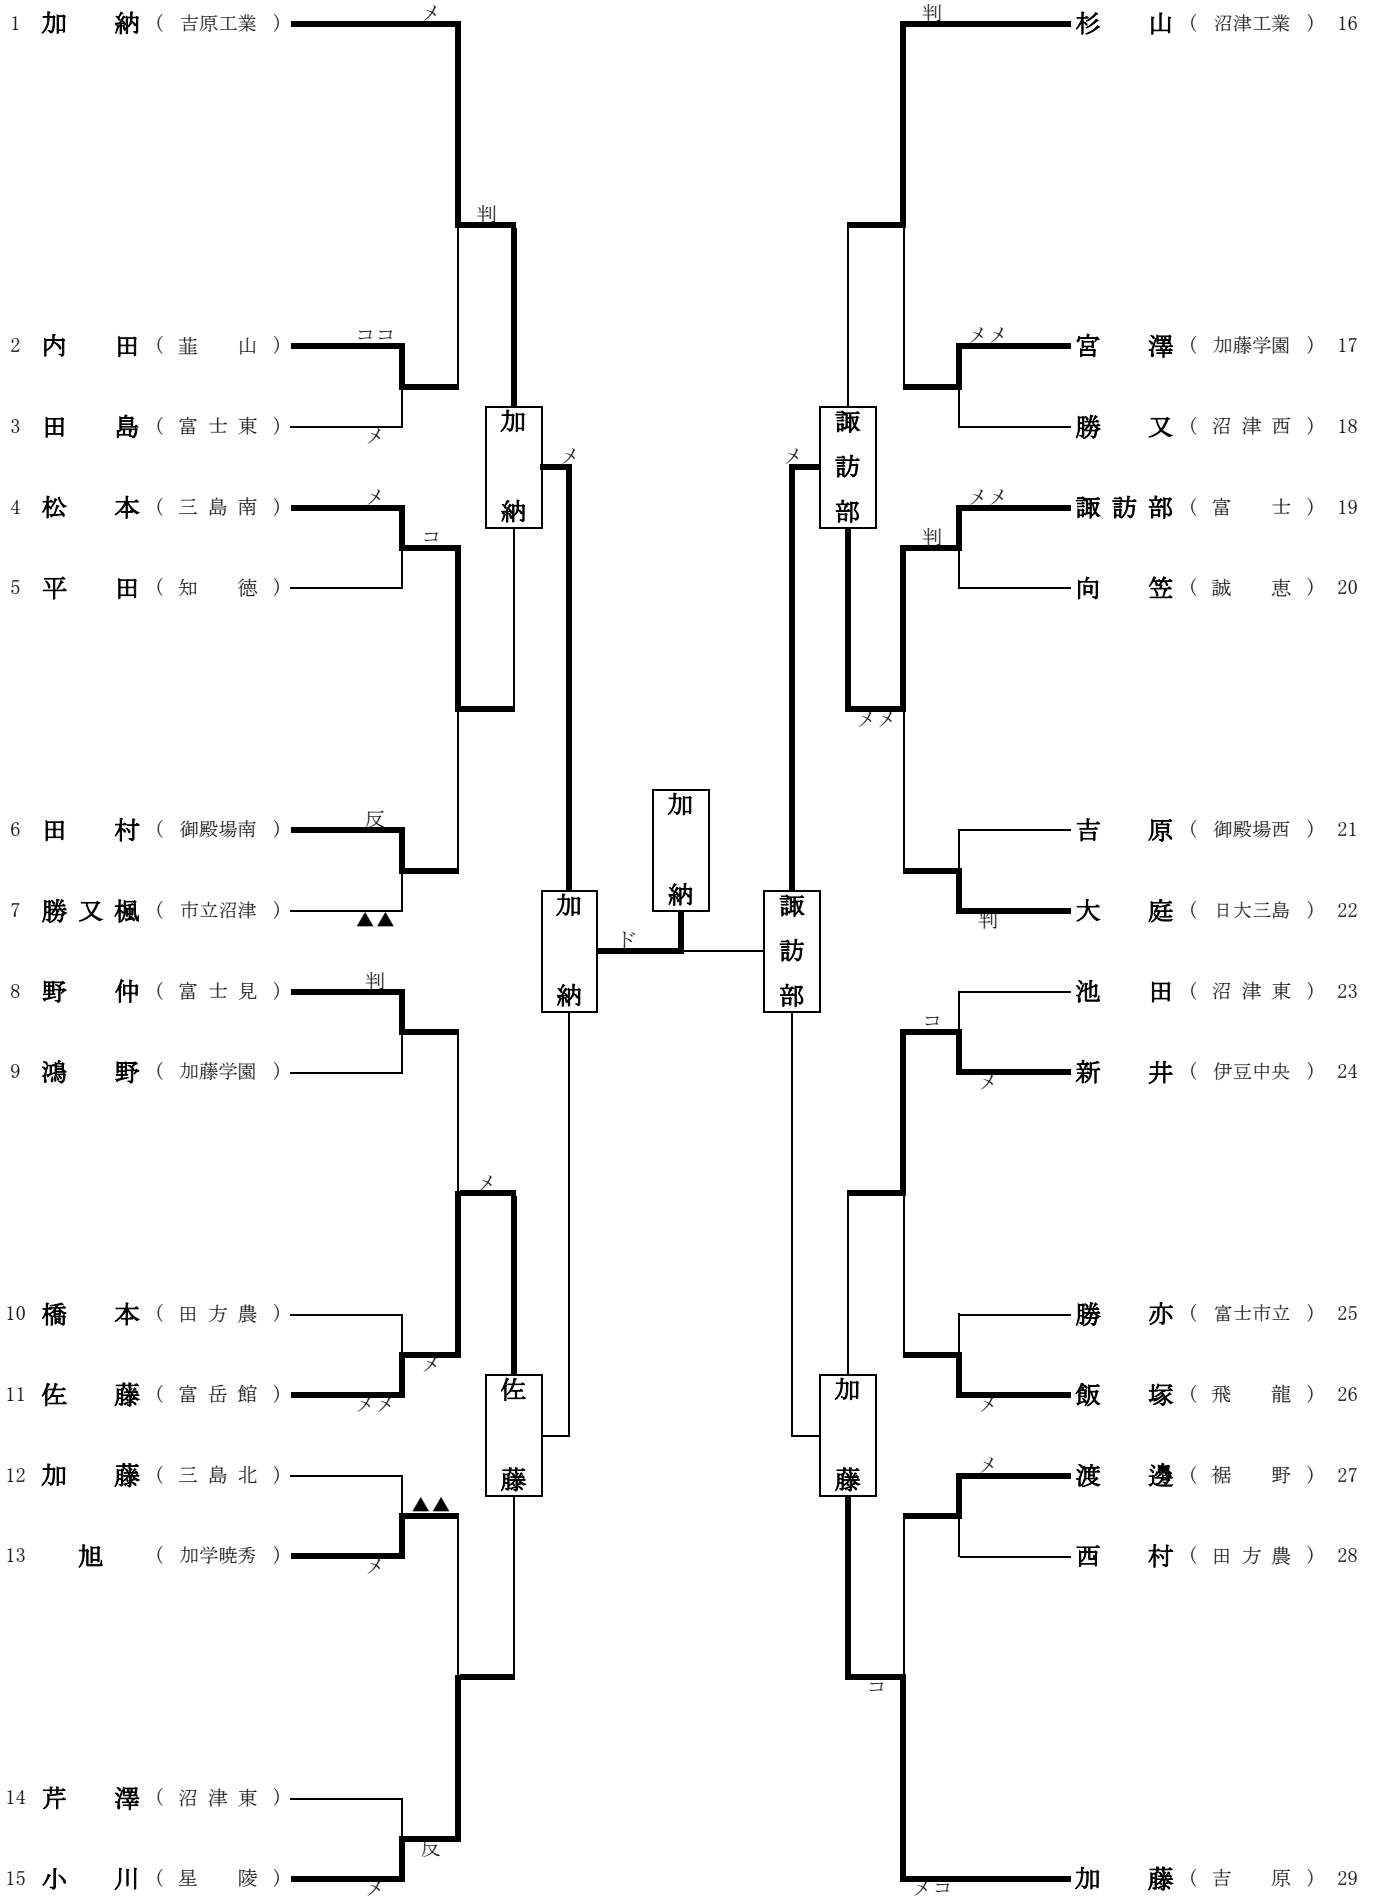 メ
判
1 加 納 ( 吉原工業 )
杉 山 ( 沼津工業 ) 16
判
ココ
メメ
2 内 田 ( 韮 山 )
宮 澤 ( 加藤学園 ) 17
加 納
諏訪部
3 田 島 ( 富士東 )
勝 又 ( 沼津西 ) 18
メ
メ
メ
メ
メメ
4 松 本 ( 三島南 )
諏訪部 ( 富 士 ) 19
コ
判
5 平 田 ( 知 徳 )
向 笠 ( 誠 恵 ) 20
メメ
加 納
反
6 田 村 ( 御殿場南 )
吉 原 ( 御殿場西 ) 21
加 納
諏訪部
7 勝又楓 ( 市立沼津 )
大 庭 ( 日大三島 ) 22
▲▲
判
ド
判
8 野 仲 ( 富士見 )
池 田 ( 沼津東 ) 23
コ
9 鴻 野 ( 加藤学園 )
新 井 ( 伊豆中央 ) 24
メ
メ
10 橋 本 ( 田方農 )
勝 亦 ( 富士市立 ) 25
メ
佐 藤
加 藤
11 佐 藤 ( 富岳館 )
飯 塚 ( 飛 龍 ) 26
メメ
メ
メ
12 加 藤 ( 三島北 )
渡 邊 ( 裾 野 ) 27
▲▲
13 旭 ( 加学暁秀 )
西 村 ( 田方農 ) 28
メ
コ
14 芹 澤 ( 沼津東 )
反
15 小 川 ( 星 陵 )
加 藤 ( 吉 原 ) 29
メ
メコ